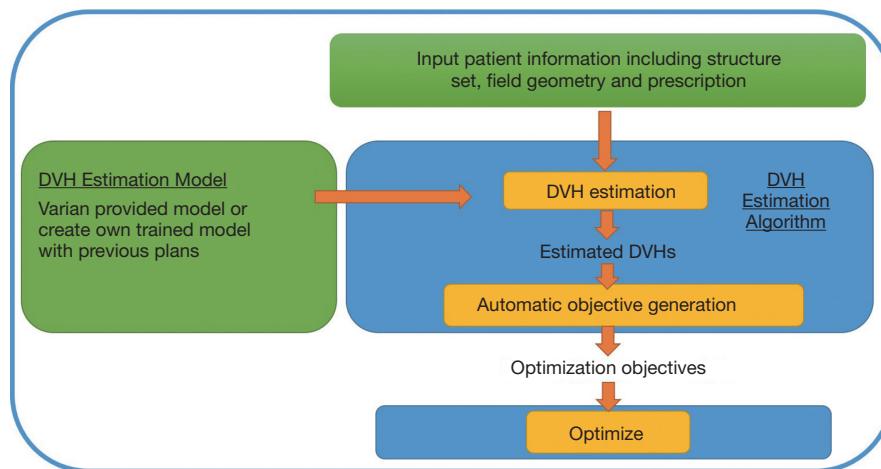 Input patient information including structure
set, field geometry and prescription
DVH Estimation Model
Varian provided model or
create own trained model
with previous plans
DVH estimation
DVH
Estimation
Algorithm
Estimated DVHs
Automatic objective generation
Optimization objectives
Optimize